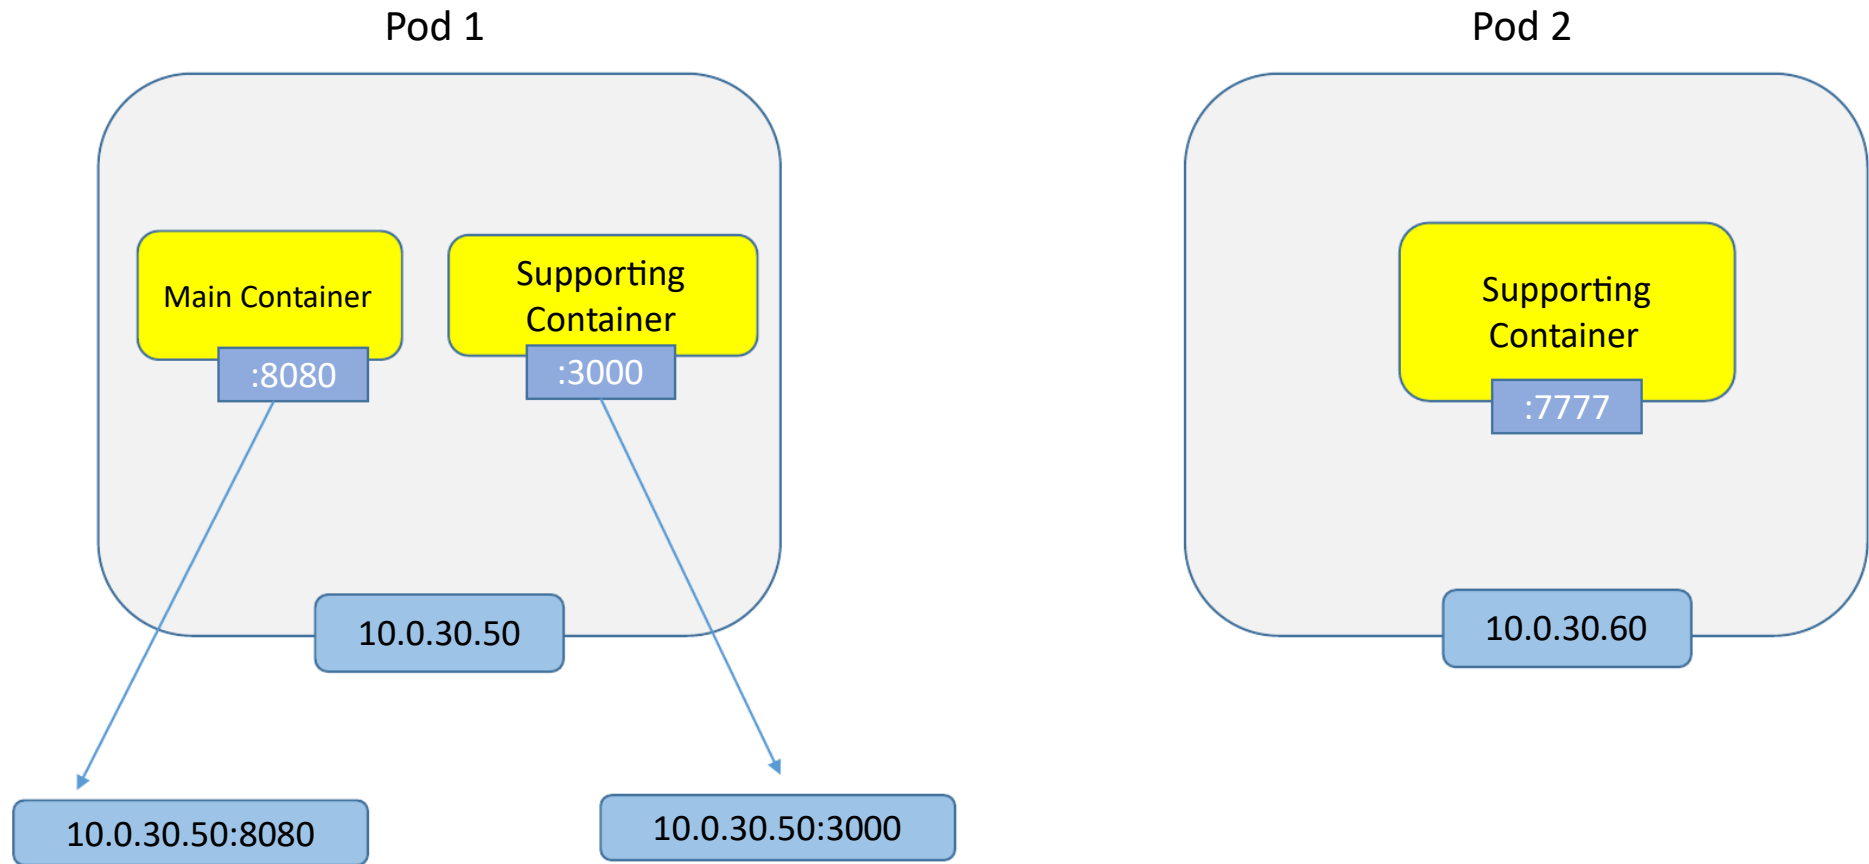 Pod 1
Pod 2
Main Container
Supporting
Container
:8080
:3000
Supporting
Container
:7777
10.0.30.50
10.0.30.60
10.0.30.50:8080
10.0.30.50:3000